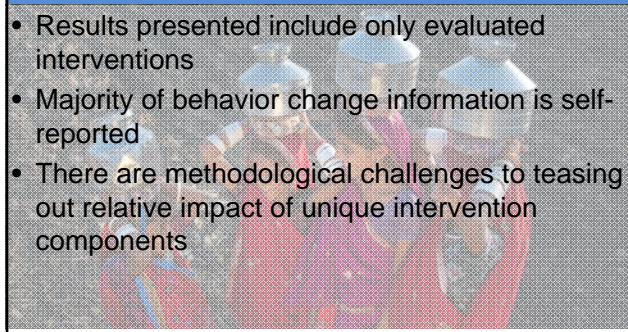 • Results presented include only evaluated
interventions
• Majority of behavior change information is self-
reported
• There are methodological challenges to teasing
out relative impact of unique intervention
components